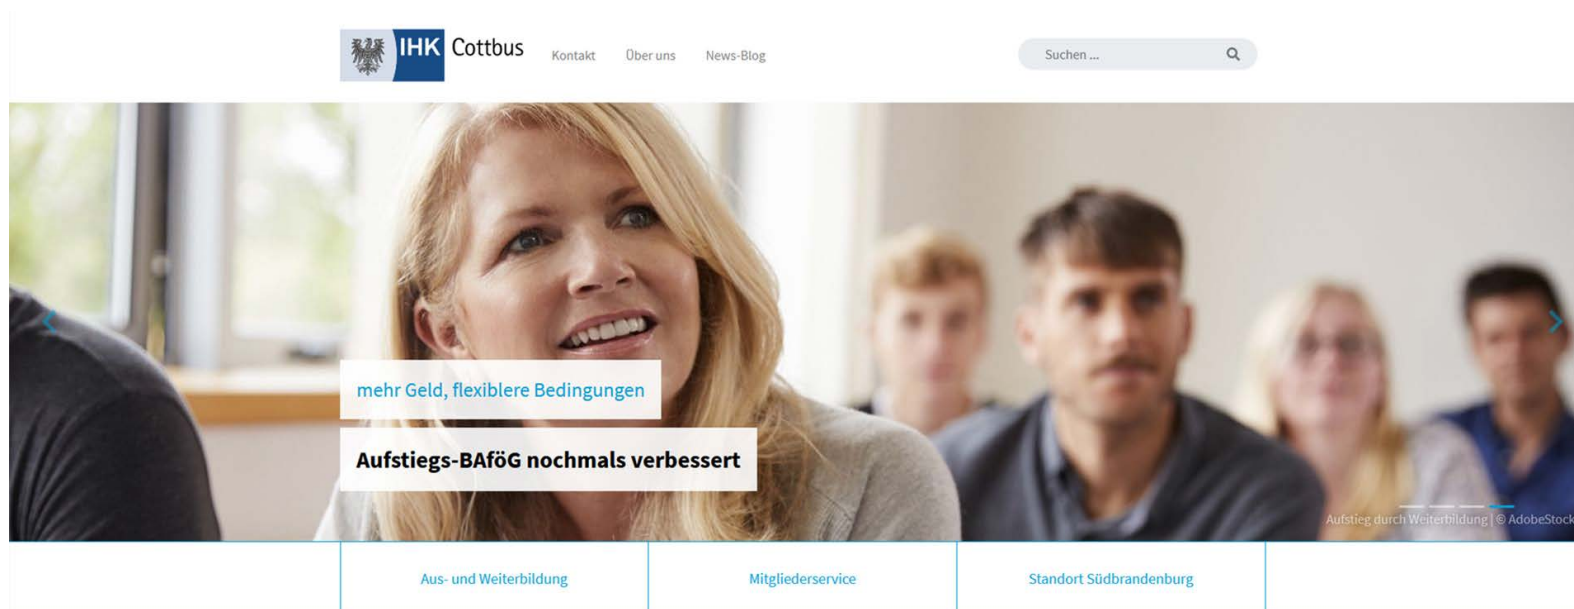 IHK Cottbus
Kontakt Über uns News-Blog
Suchen ...
mehr Geld, flexiblere Bedingungen
Aufstiegs-BAföG nochmals verbessert
Aufstieg durch Weiterbildung | © AdobeStock
Aus- und Weiterbildung Mitgliederservice Standort Südbrandenburg